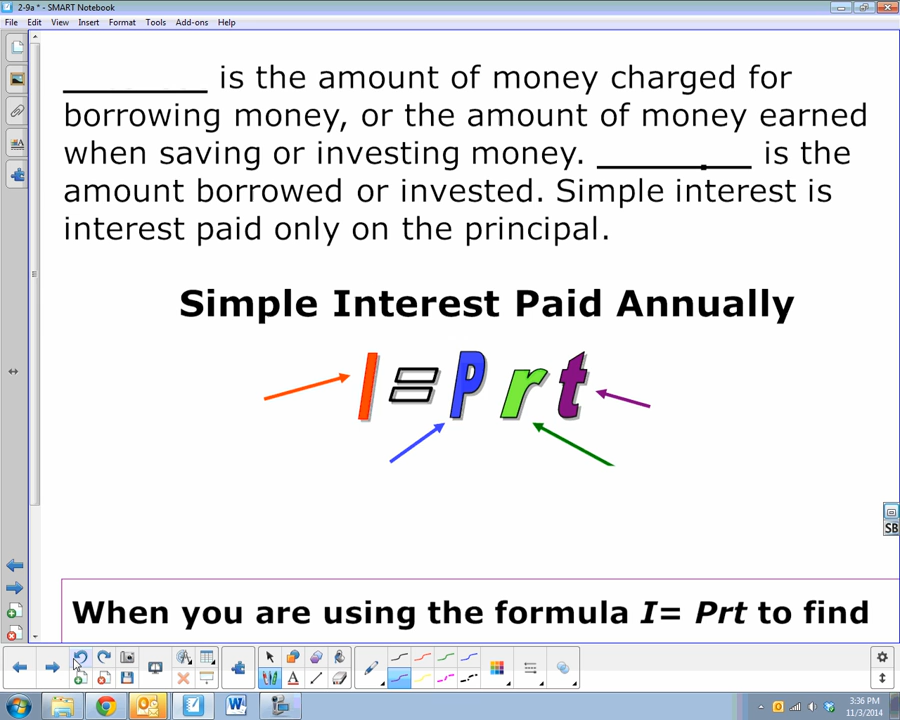 2-9a * - SMART Notebook
File Edit View Insert Format Tools Add-ons Help
_______ is the amount of money charged for
borrowing money, or the amount of money earned
when saving or investing money. _______ is the
amount borrowed or invested. Simple interest is
interest paid only on the principal.
Simple Interest Paid Annually
I = P r t
SB
When you are using the formula I= Prt to find
3:36 PM
11/3/2014